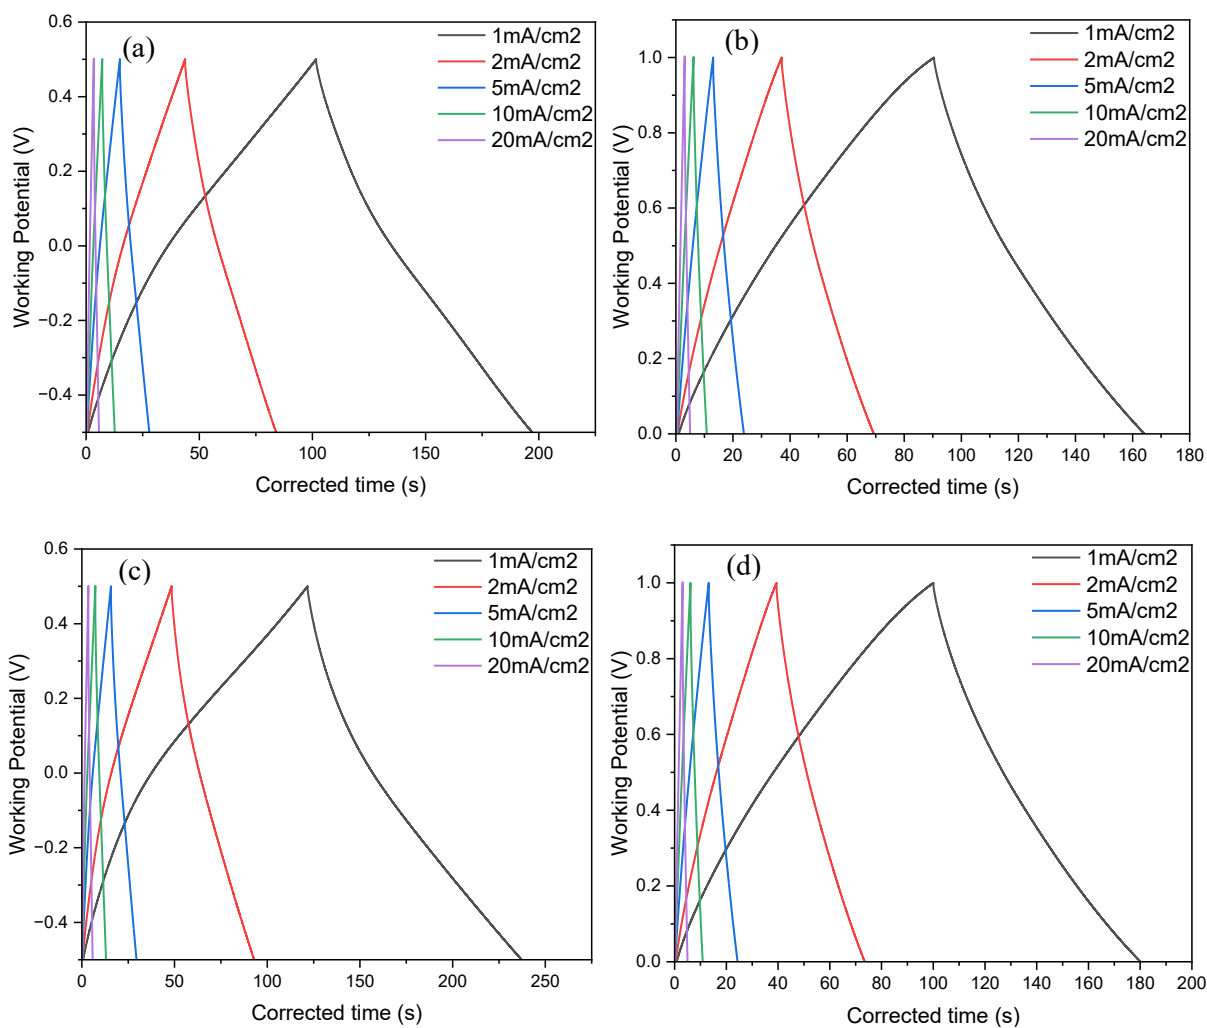 (a)
1mA/cm2
2mA/cm2
5mA/cm2
10mA/cm2
20mA/cm2
0.6
0.4
0.2
0.0
−0.2
−0.4
Working Potential (V)
0 50 100 150 200
Corrected time (s)
(b)
1mA/cm2
2mA/cm2
5mA/cm2
10mA/cm2
20mA/cm2
1.0
0.8
0.6
0.4
0.2
0.0
Working Potential (V)
0 20 40 60 80 100 120 140 160 180
Corrected time (s)
(c)
1mA/cm2
2mA/cm2
5mA/cm2
10mA/cm2
20mA/cm2
0.6
0.4
0.2
0.0
−0.2
−0.4
Working Potential (V)
0 50 100 150 200 250
Corrected time (s)
(d)
1mA/cm2
2mA/cm2
5mA/cm2
10mA/cm2
20mA/cm2
1.0
0.8
0.6
0.4
0.2
0.0
Working Potential (V)
0 20 40 60 80 100 120 140 160 180 200
Corrected time (s)